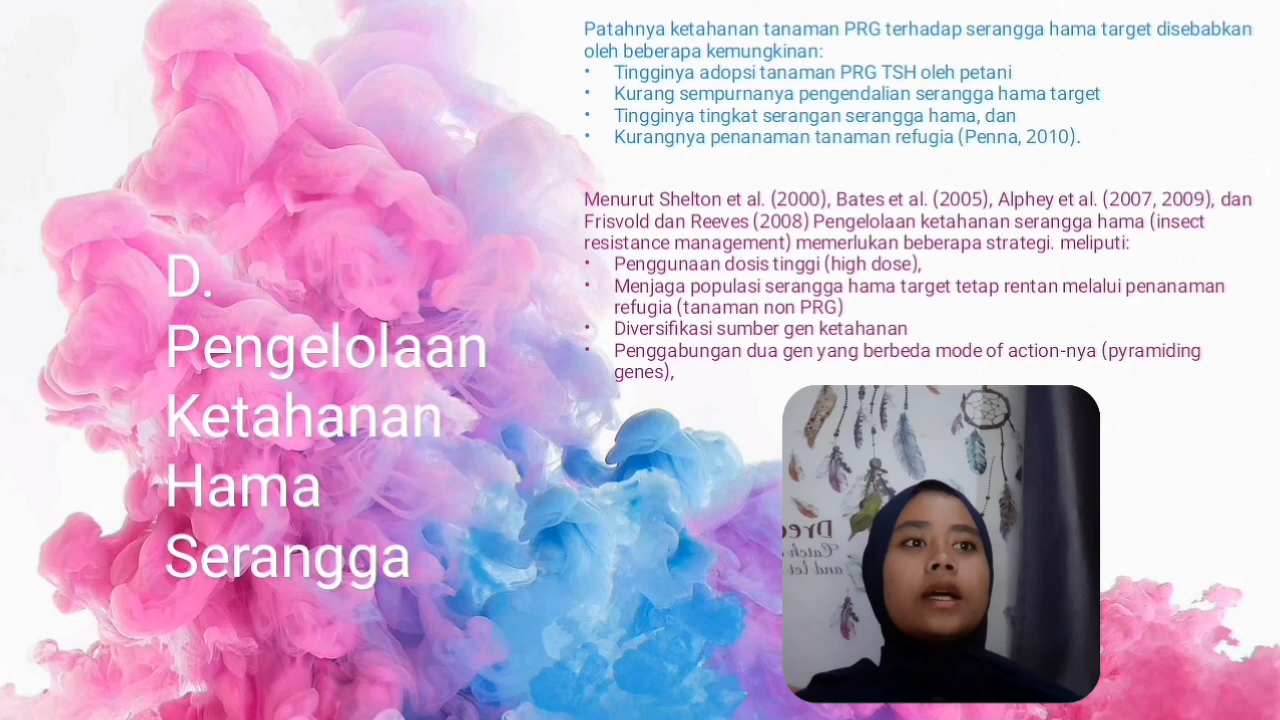 D.
Pengelolaan
Ketahanan
Hama
Serangga
Patahnya ketahanan tanaman PRG terhadap serangga hama target disebabkan
oleh beberapa kemungkinan:
• Tingginya adopsi tanaman PRG TSH oleh petani
• Kurang sempurnanya pengendalian serangga hama target
• Tingginya tingkat serangan serangga hama, dan
• Kurangnya penanaman tanaman refugia (Penna, 2010).
Menurut Shelton et al. (2000), Bates et al. (2005), Alphey et al. (2007, 2009), dan
Frisvold dan Reeves (2008) Pengelolaan ketahanan serangga hama (insect
resistance management) memerlukan beberapa strategi. meliputi:
• Penggunaan dosis tinggi (high dose),
• Menjaga populasi serangga hama target tetap rentan melalui penanaman
refugia (tanaman non PRG)
• Diversifikasi sumber gen ketahanan
• Penggabungan dua gen yang berbeda mode of action-nya (pyramiding
genes),
Catch
and let